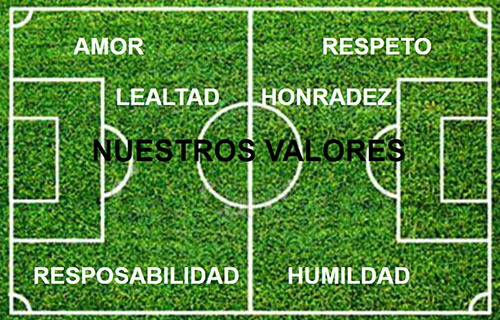 AMOR RESPETO
LEALTAD HONRADEZ
NUESTROS VALORES
RESPOSABILIDAD HUMILDAD